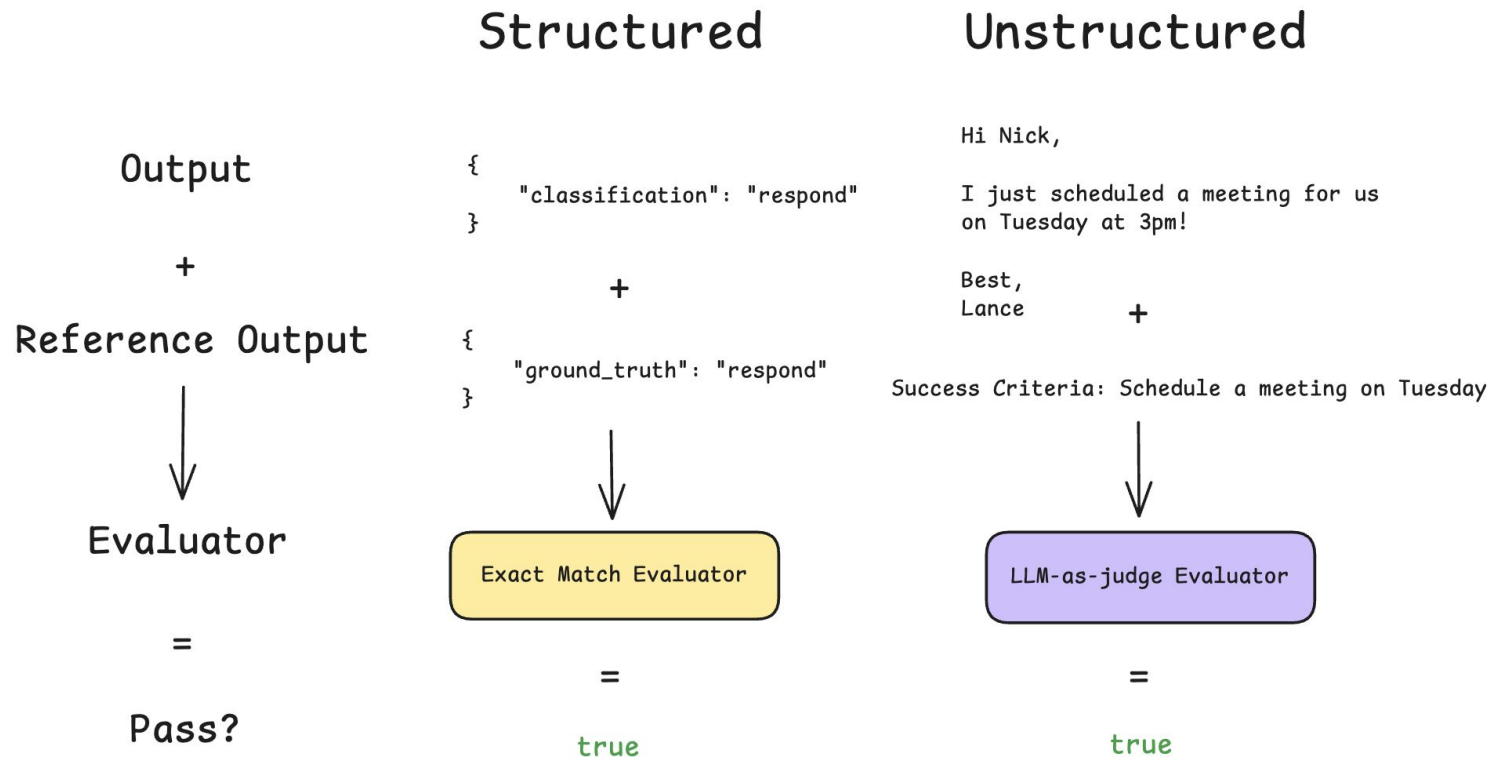 Structured
Unstructured
Output
+
Reference Output
Evaluator
=
Pass?
{
"classification": "respond"
}
+
{
"ground_truth": "respond"
}
Exact Match Evaluator
=
true
Hi Nick,
I just scheduled a meeting for us
on Tuesday at 3pm!
Best,
Lance
+
Success Criteria: Schedule a meeting on Tuesday
LLM-as-judge Evaluator
=
true